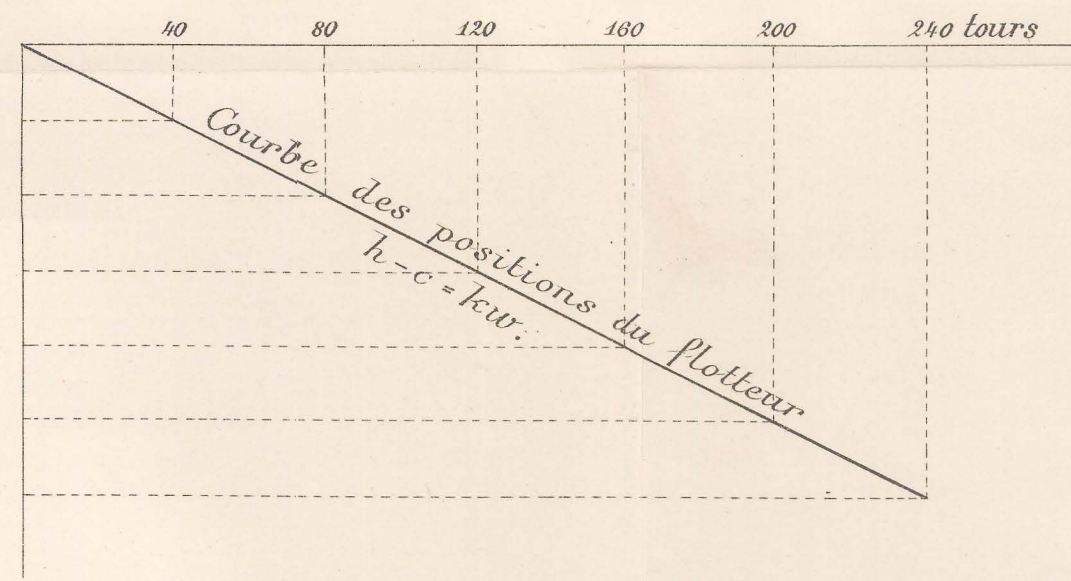 40 80 120 160 200 240 tours
Courbe des positions du flotteur
h - c = kw.